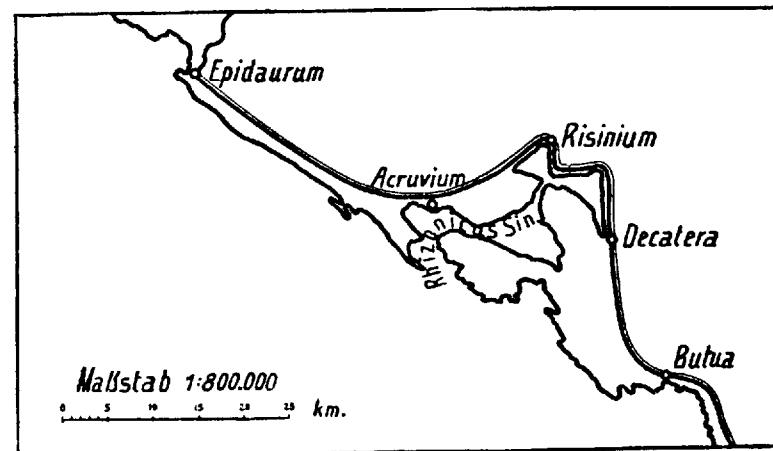 Epidaurum
Risinium
Acruvium
Rhizonicus Sin.
Decatera
Butua
Maßstab 1:800.000
0 5 10 15 20 25 km.